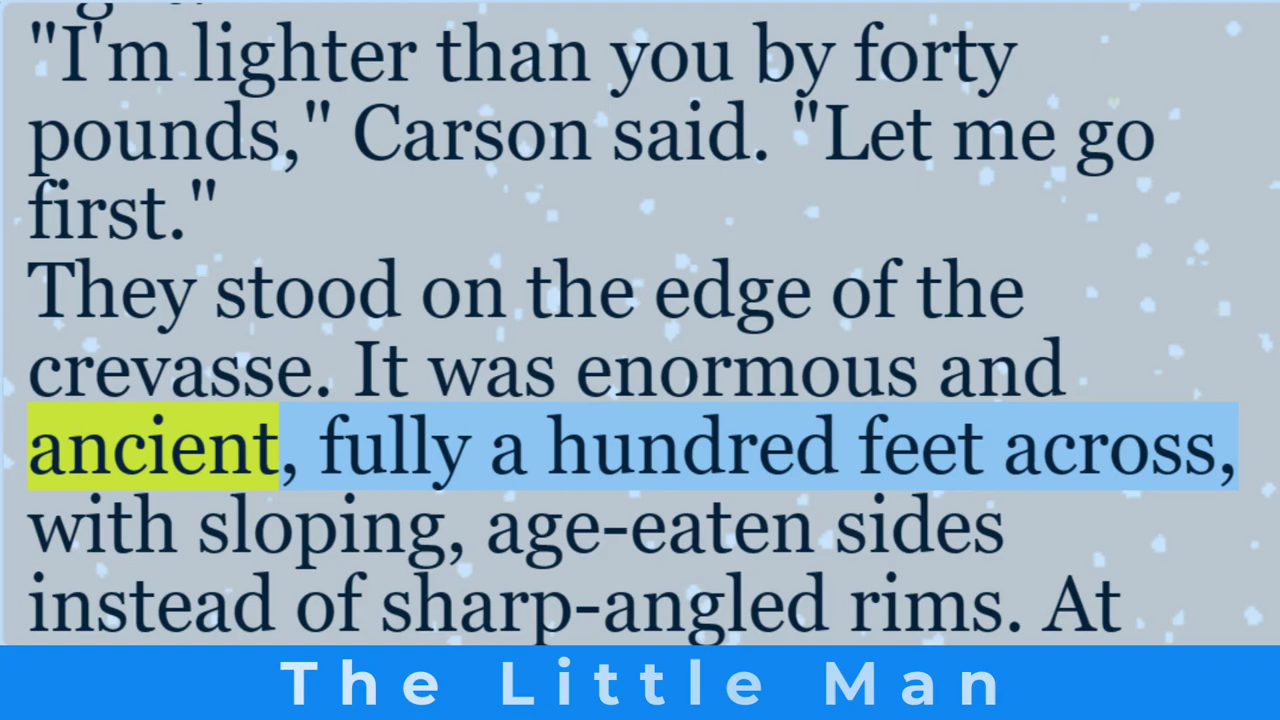 "I'm lighter than you by forty
pounds," Carson said. "Let me go
first."
They stood on the edge of the
crevasse. It was enormous and
ancient, fully a hundred feet across,
with sloping, age-eaten sides
instead of sharp-angled rims. At
The Little Man